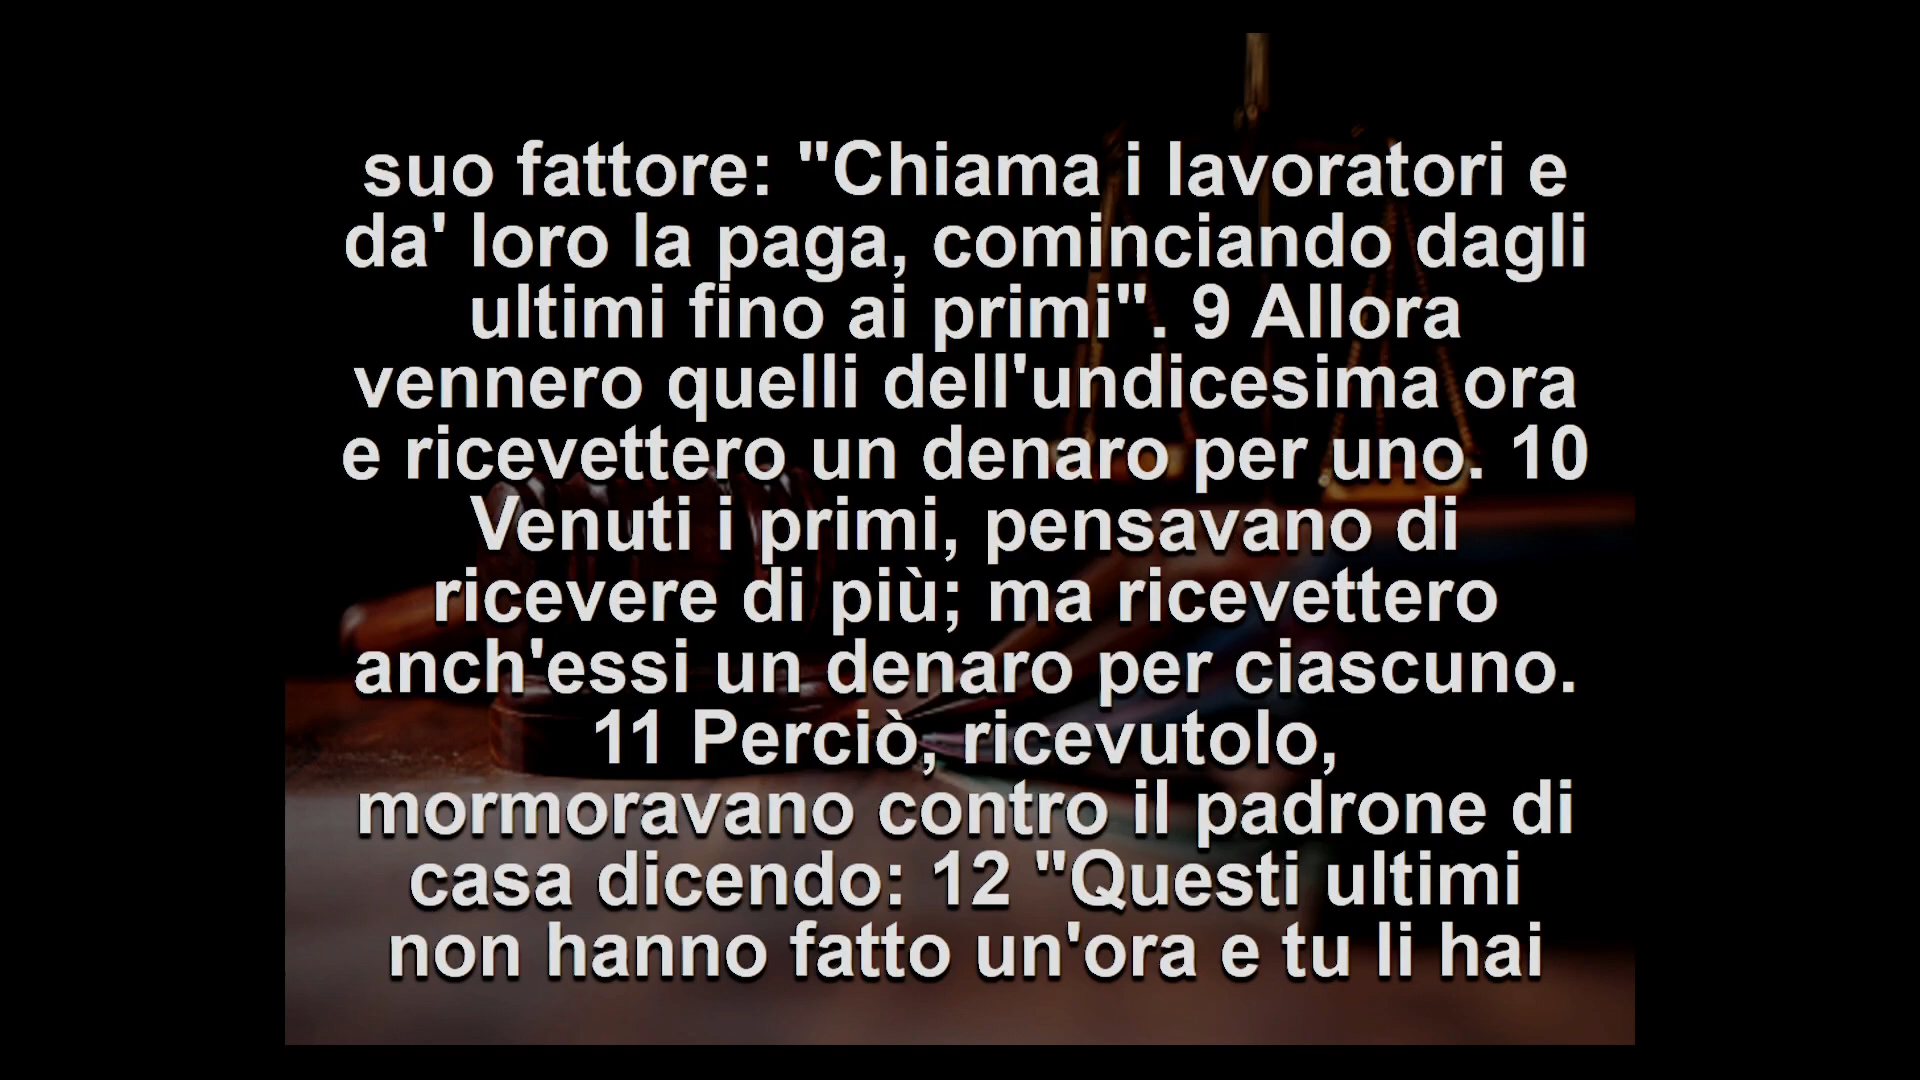 suo fattore: "Chiama i lavoratori e
da' loro la paga, cominciando dagli
ultimi fino ai primi". 9 Allora
vennero quelli dell'undicesima ora
e ricevettero un denaro per uno. 10
Venuti i primi, pensavano di
ricevere di più; ma ricevettero
anch'essi un denaro per ciascuno.
11 Perciò, ricevutolo,
mormoravano contro il padrone di
casa dicendo: 12 "Questi ultimi
non hanno fatto un'ora e tu li hai